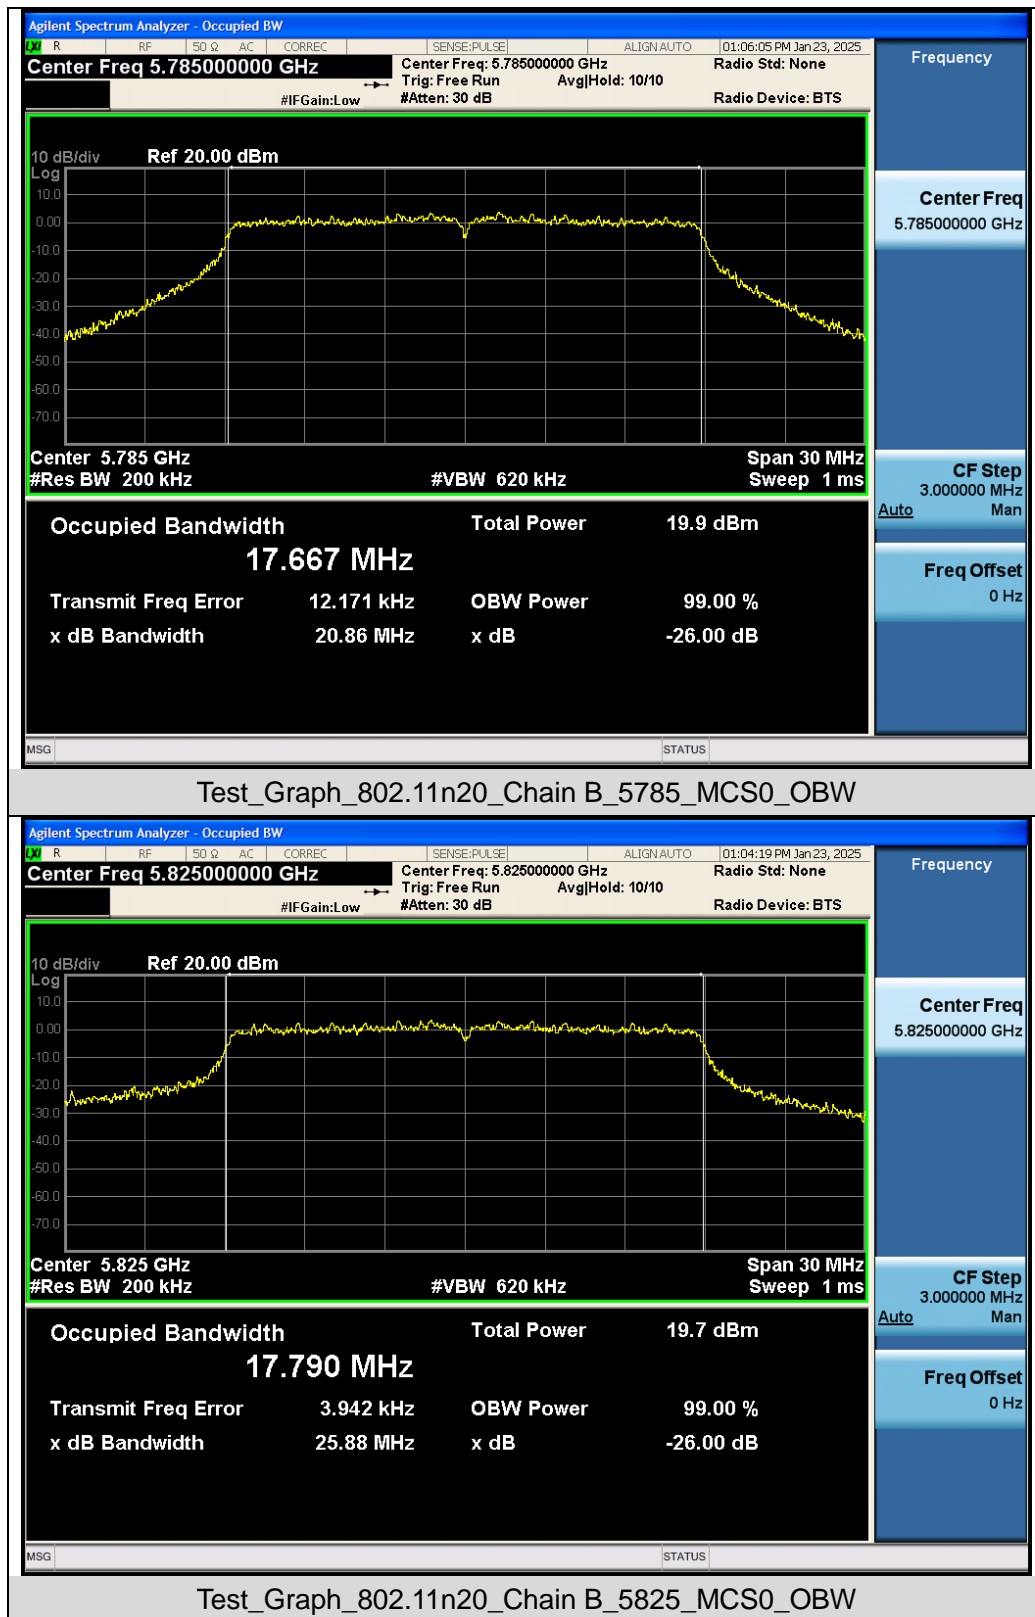 Agilent Spectrum Analyzer - Occupied BW
LXI R RF 50 Ω AC CORREC SENSE:PULSE ALIGN AUTO 01:06:05 PM Jan 23, 2025
Center Freq 5.785000000 GHz
Center Freq: 5.785000000 GHz Radio Std: None
Trig: Free Run Avg|Hold: 10/10
#IFGain:Low #Atten: 30 dB Radio Device: BTS
Frequency
10 dB/div Ref 20.00 dBm
Log
10.0
0.00
-10.0
-20.0
-30.0
-40.0
-50.0
-60.0
-70.0
Center 5.785 GHz Span 30 MHz
#Res BW 200 kHz #VBW 620 kHz Sweep 1 ms
Center Freq
5.785000000 GHz
CF Step
3.000000 MHz
Auto Man
Freq Offset
0 Hz
Occupied Bandwidth Total Power 19.9 dBm
17.667 MHz
Transmit Freq Error 12.171 kHz OBW Power 99.00 %
x dB Bandwidth 20.86 MHz x dB -26.00 dB
MSG STATUS
Test_Graph_802.11n20_Chain B_5785_MCS0_OBW
Agilent Spectrum Analyzer - Occupied BW
LXI R RF 50 Ω AC CORREC SENSE:PULSE ALIGN AUTO 01:04:19 PM Jan 23, 2025
Center Freq 5.825000000 GHz
Center Freq: 5.825000000 GHz Radio Std: None
Trig: Free Run Avg|Hold: 10/10
#IFGain:Low #Atten: 30 dB Radio Device: BTS
Frequency
10 dB/div Ref 20.00 dBm
Log
10.0
0.00
-10.0
-20.0
-30.0
-40.0
-50.0
-60.0
-70.0
Center 5.825 GHz Span 30 MHz
#Res BW 200 kHz #VBW 620 kHz Sweep 1 ms
Center Freq
5.825000000 GHz
CF Step
3.000000 MHz
Auto Man
Freq Offset
0 Hz
Occupied Bandwidth Total Power 19.7 dBm
17.790 MHz
Transmit Freq Error 3.942 kHz OBW Power 99.00 %
x dB Bandwidth 25.88 MHz x dB -26.00 dB
MSG STATUS
Test_Graph_802.11n20_Chain B_5825_MCS0_OBW